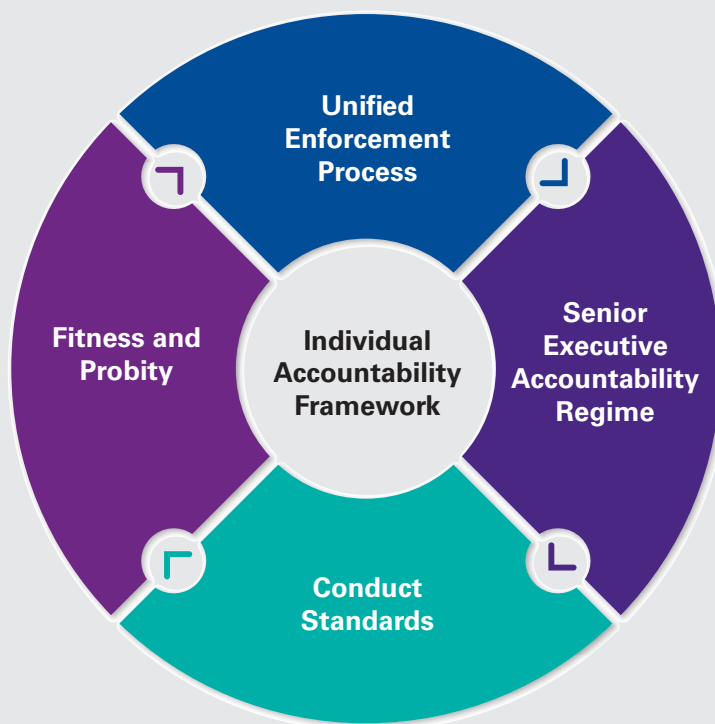 Unified
Enforcement
Process
Fitness and
Probity
Individual
Accountability
Framework
Senior
Executive
Accountability
Regime
Conduct
Standards